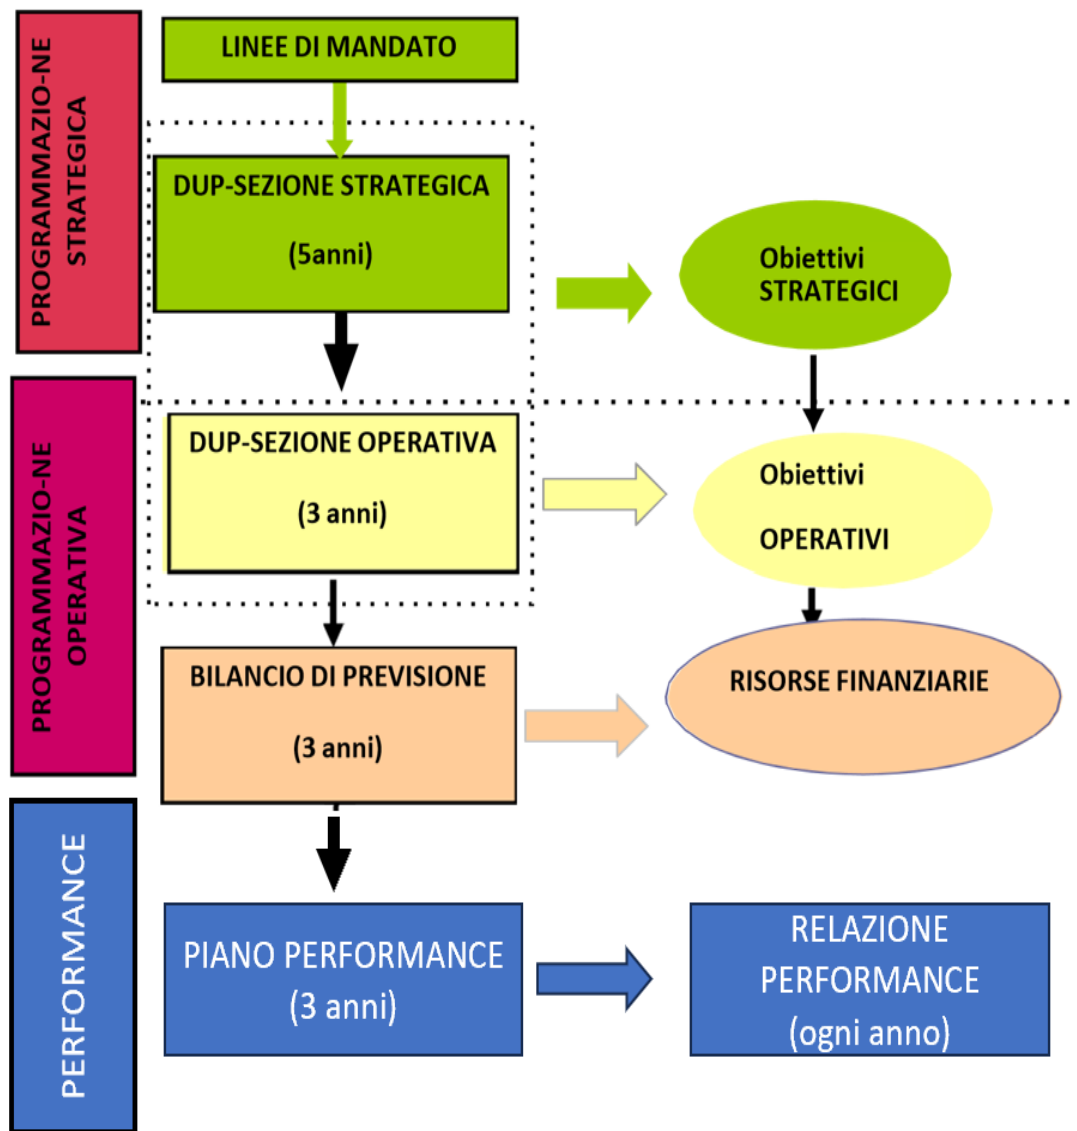 PROGRAMMAZIO-NE
STRATEGICA
LINEE DI MANDATO
DUP-SEZIONE STRATEGICA
(5anni)
Obiettivi
STRATEGICI
PROGRAMMAZIO-NE
OPERATIVA
DUP-SEZIONE OPERATIVA
(3 anni)
Obiettivi
OPERATIVI
BILANCIO DI PREVISIONE
(3 anni)
RISORSE FINANZIARIE
PERFORMANCE
PIANO PERFORMANCE
(3 anni)
RELAZIONE
PERFORMANCE
(ogni anno)